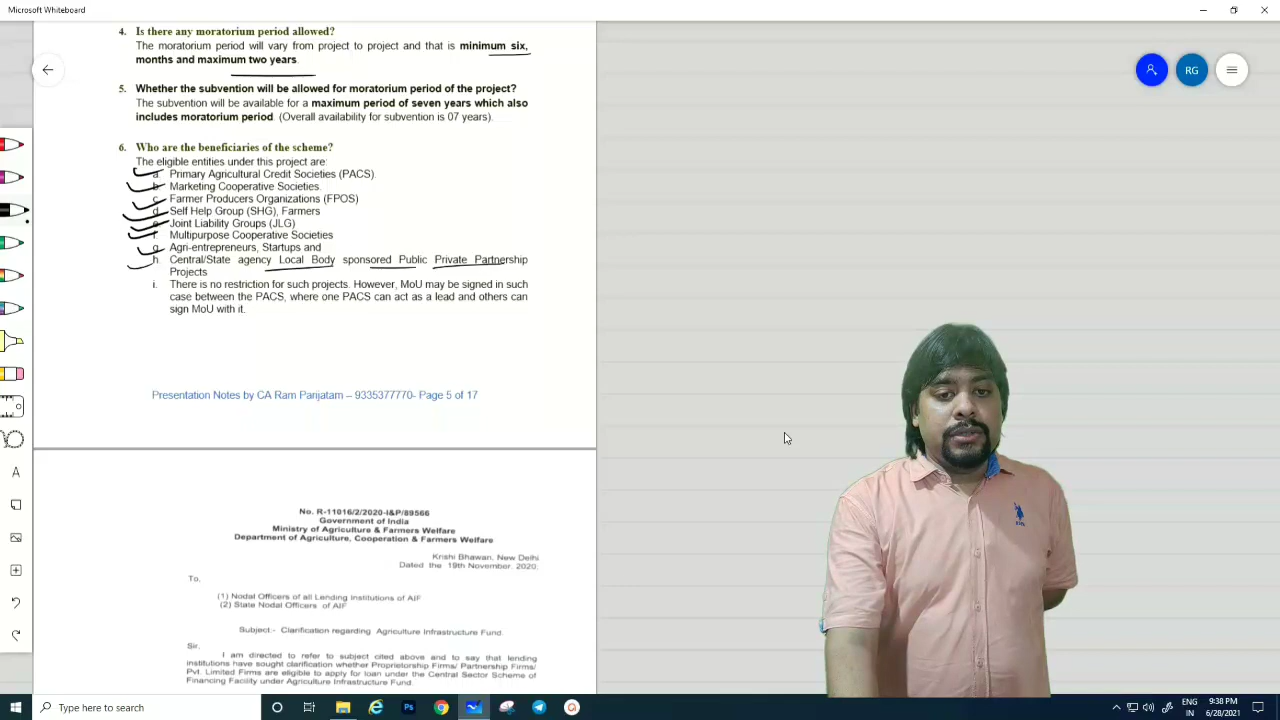 Microsoft Whiteboard
4. Is there any moratorium period allowed?
The moratorium period will vary from project to project and that is minimum six,
months and maximum two years.
5. Whether the subvention will be allowed for moratorium period of the project?
The subvention will be available for a maximum period of seven years which also
includes moratorium period. (Overall availability for subvention is 07 years).
6. Who are the beneficiaries of the scheme?
The eligible entities under this project are:
a. Primary Agricultural Credit Societies (PACS).
b. Marketing Cooperative Societies.
c. Farmer Producers Organizations (FPOS)
d. Self Help Group (SHG), Farmers
e. Joint Liability Groups (JLG)
f. Multipurpose Cooperative Societies
g. Agri-entrepreneurs, Startups and
h. Central/State agency Local Body sponsored Public Private Partnership
Projects
i. There is no restriction for such projects. However, MoU may be signed in such
case between the PACS, where one PACS can act as a lead and others can
sign MoU with it.
Presentation Notes by CA Ram Parijatam – 9335377770- Page 5 of 17
No. R-11016/2/2020-I&P/89566
Government of India
Ministry of Agriculture & Farmers Welfare
Department of Agriculture, Cooperation & Farmers Welfare
Krishi Bhawan, New Delhi
Dated the 19th November, 2020.
To,
(1) Nodal Officers of all Lending Institutions of AIF
(2) State Nodal Officers of AIF
Subject:- Clarification regarding Agriculture Infrastructure Fund.
Sir,
I am directed to refer to subject cited above and to say that lending
institutions have sought clarification whether Proprietorship Firms/ Partnership Firms/
Pvt. Limited Firms are eligible to apply for loan under the Central Sector Scheme of
Financing Facility under Agriculture Infrastructure Fund.
RG
Type here to search
ENG
9:38 PM
6/28/2021